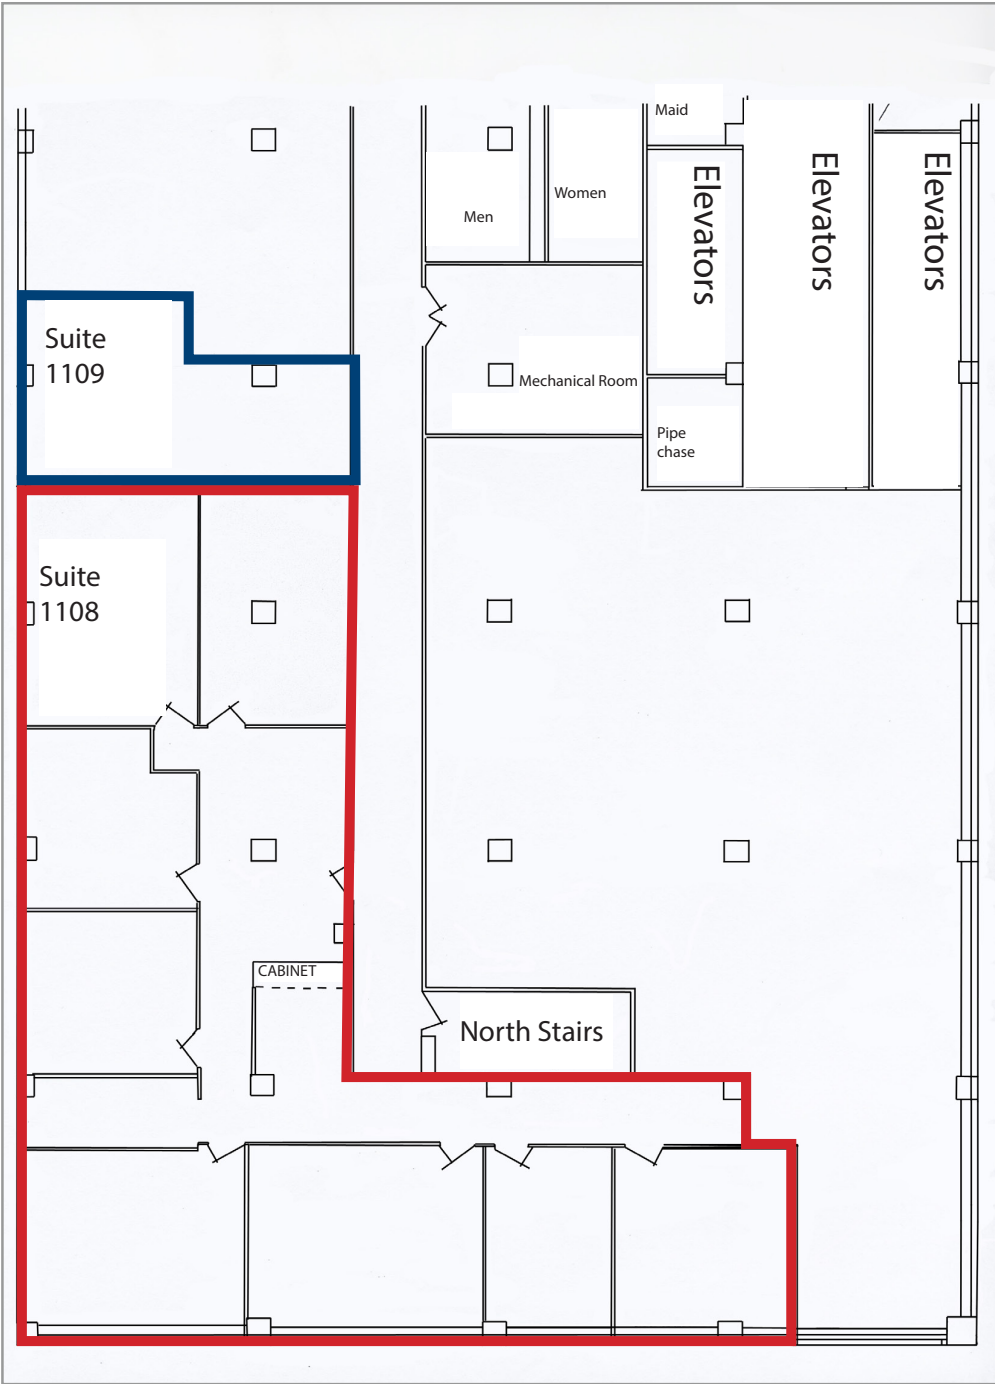 Maid
Elevators
Elevators
Elevators
Women
Men
Suite
1109
Mechanical Room
Pipe
chase
Suite
1108
CABINET
North Stairs